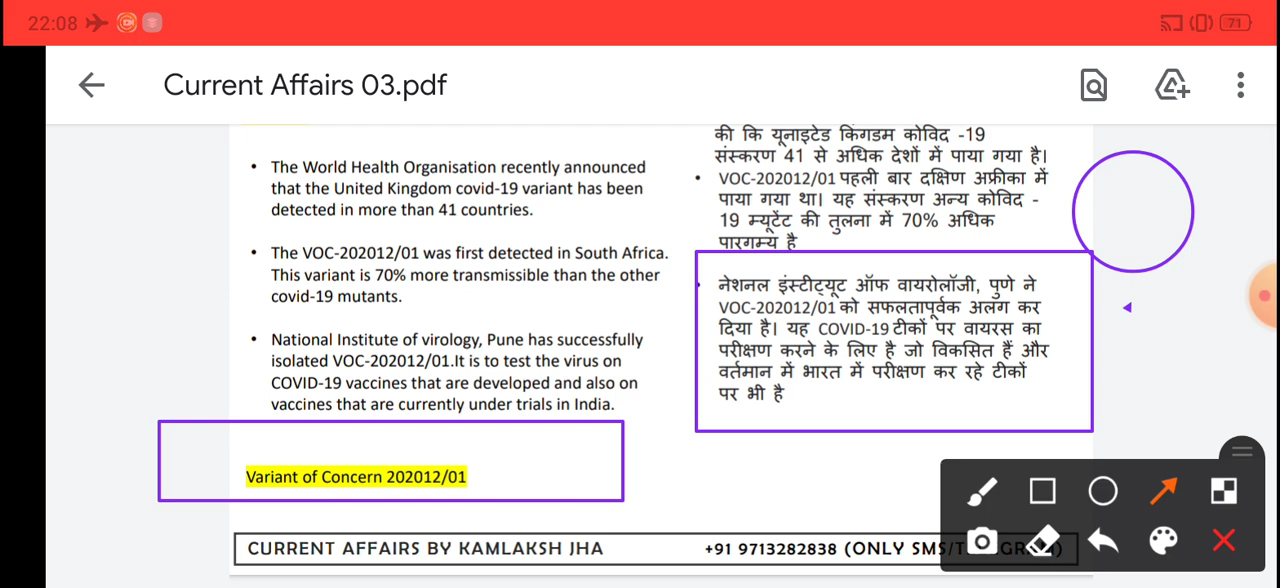 22:08
71
Current Affairs 03.pdf
• The World Health Organisation recently announced
that the United Kingdom covid-19 variant has been
detected in more than 41 countries.
• The VOC-202012/01 was first detected in South Africa.
This variant is 70% more transmissible than the other
covid-19 mutants.
• National Institute of virology, Pune has successfully
isolated VOC-202012/01.It is to test the virus on
COVID-19 vaccines that are developed and also on
vaccines that are currently under trials in India.
Variant of Concern 202012/01
की कि यूनाइटेड किंगडम कोविद -19
संस्करण 41 से अधिक देशों में पाया गया है।
• VOC-202012/01 पहली बार दक्षिण अफ्रीका में
पाया गया था। यह संस्करण अन्य कोविद -
19 म्यूटेंट की तुलना में 70% अधिक
पारगम्य है
नेशनल इंस्टीट्यूट ऑफ वायरोलॉजी, पुणे ने
VOC-202012/01 को सफलतापूर्वक अलग कर
दिया है। यह COVID-19 टीकों पर वायरस का
परीक्षण करने के लिए है जो विकसित हैं और
वर्तमान में भारत में परीक्षण कर रहे टीकों
पर भी है
CURRENT AFFAIRS BY KAMLAKSH JHA
+91 9713282838 (ONLY SMS/T